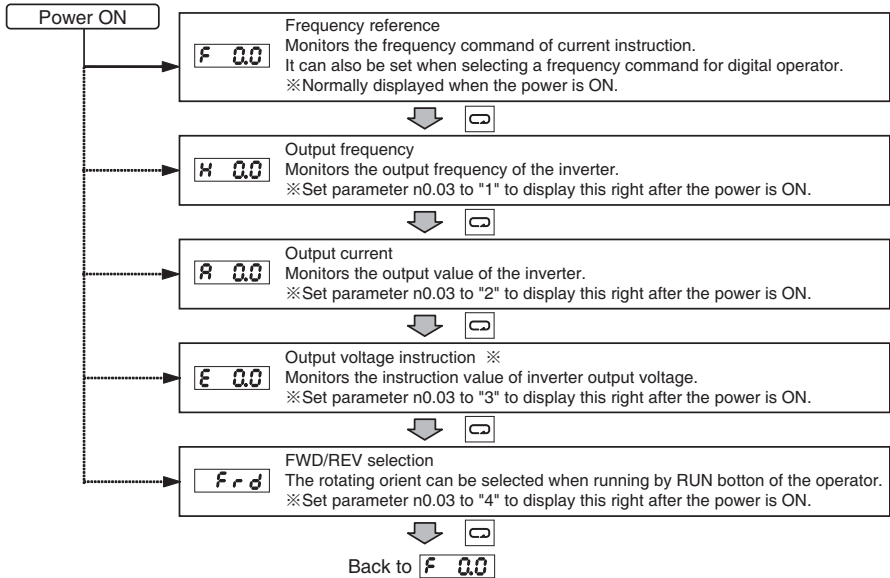 Power ON
F 0.0
Frequency reference
Monitors the frequency command of current instruction.
It can also be set when selecting a frequency command for digital operator.
※Normally displayed when the power is ON.
H 0.0
Output frequency
Monitors the output frequency of the inverter.
※Set parameter n0.03 to "1" to display this right after the power is ON.
A 0.0
Output current
Monitors the output value of the inverter.
※Set parameter n0.03 to "2" to display this right after the power is ON.
E 0.0
Output voltage instruction ※
Monitors the instruction value of inverter output voltage.
※Set parameter n0.03 to "3" to display this right after the power is ON.
Frd
FWD/REV selection
The rotating orient can be selected when running by RUN botton of the operator.
※Set parameter n0.03 to "4" to display this right after the power is ON.
Back to F 0.0